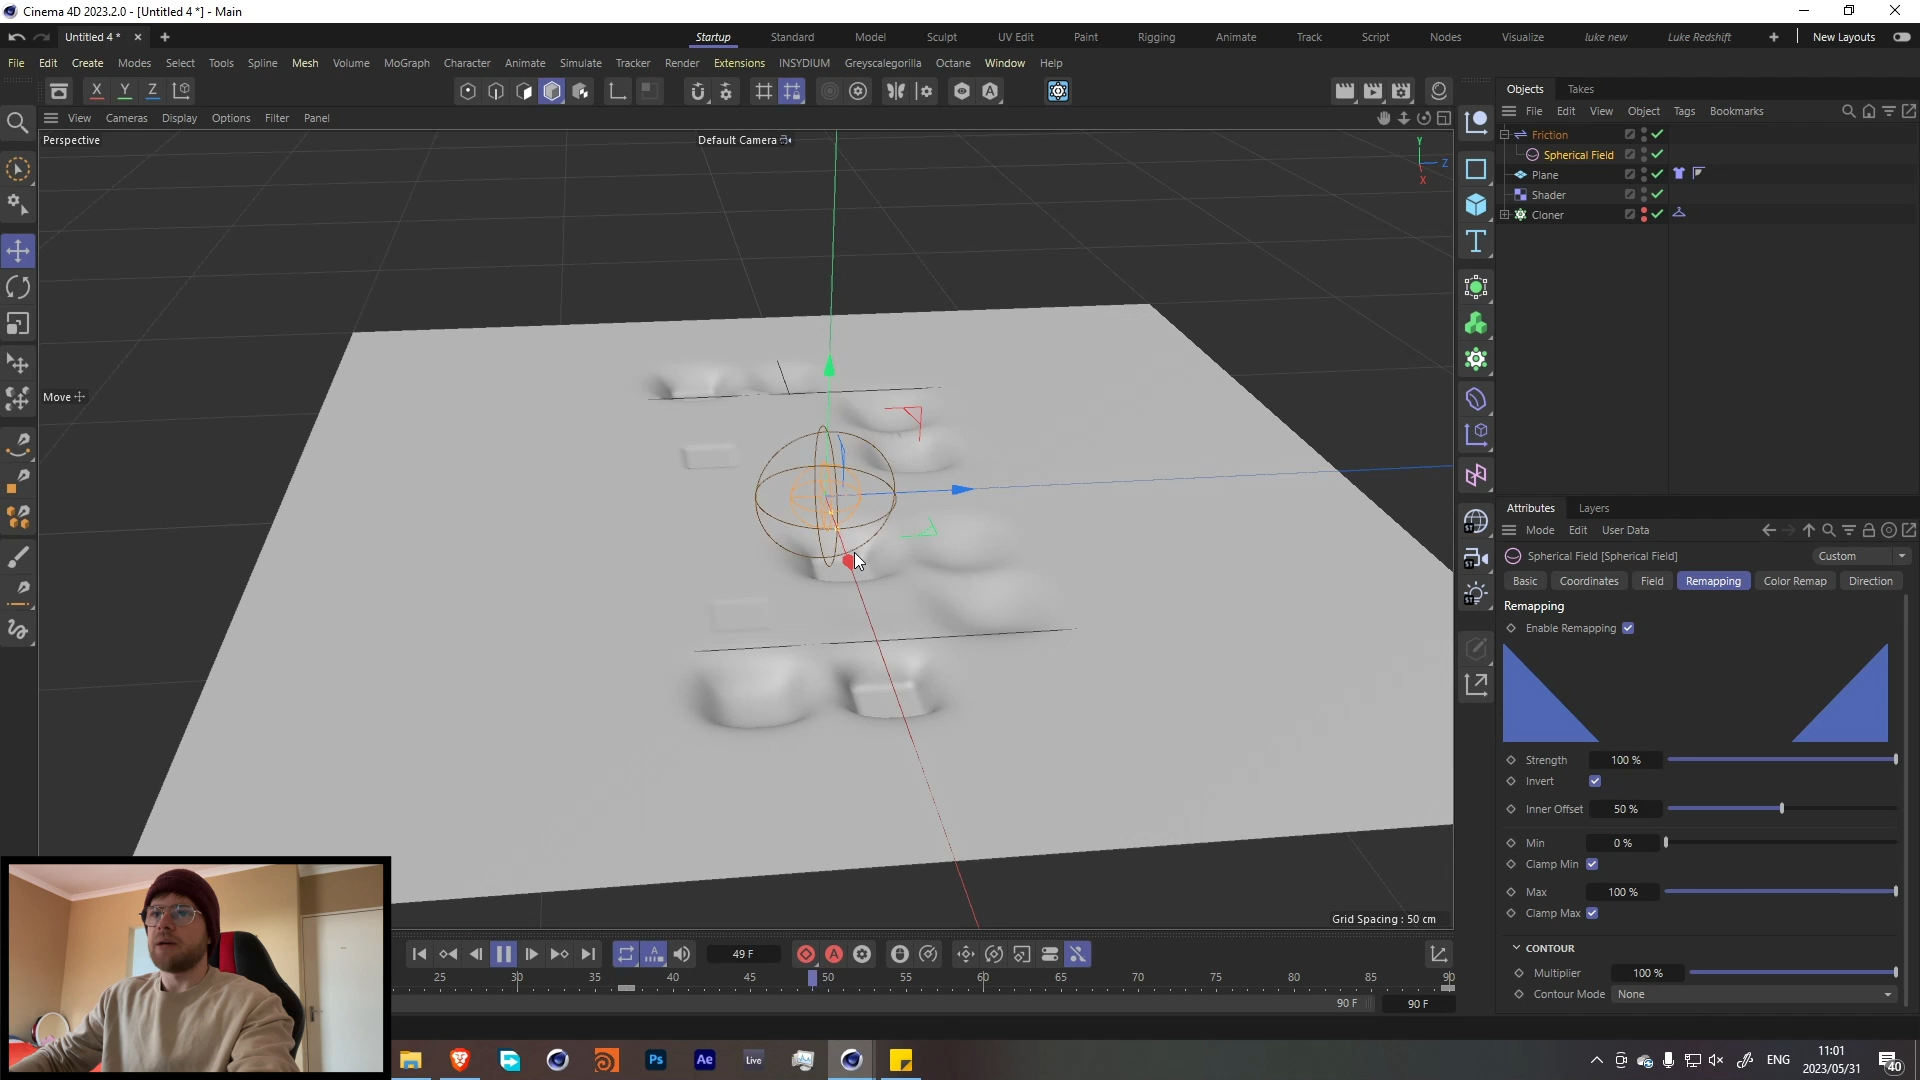 Cinema 4D 2023.2.0 - [Untitled 4 *] - Main
Untitled 4 *
Startup Standard Model Sculpt UV Edit Paint Rigging Animate Track Script Nodes Visualize luke new Luke Redshift New Layouts
File Edit Create Modes Select Tools Spline Mesh Volume MoGraph Character Animate Simulate Tracker Render Extensions INSYDIUM Greyscalegorilla Octane Window Help
X Y Z
View Cameras Display Options Filter Panel
Perspective
Default Camera
Y
Z
X
Move
Grid Spacing : 50 cm
Objects Takes
File Edit View Object Tags Bookmarks
Friction
Spherical Field
Plane
Shader
Cloner
Attributes Layers
Mode Edit User Data
Spherical Field [Spherical Field]
Custom
Basic Coordinates Field Remapping Color Remap Direction
Remapping
Enable Remapping
Strength 100 %
Invert
Inner Offset 50 %
Min 0 %
Clamp Min
Max 100 %
Clamp Max
CONTOUR
Multiplier 100 %
Contour Mode None
49 F
25 30 35 40 45 50 55 60 65 70 75 80 85 90
90 F 90 F
Ps Ae Live
ENG
11:01
2023/05/31
40